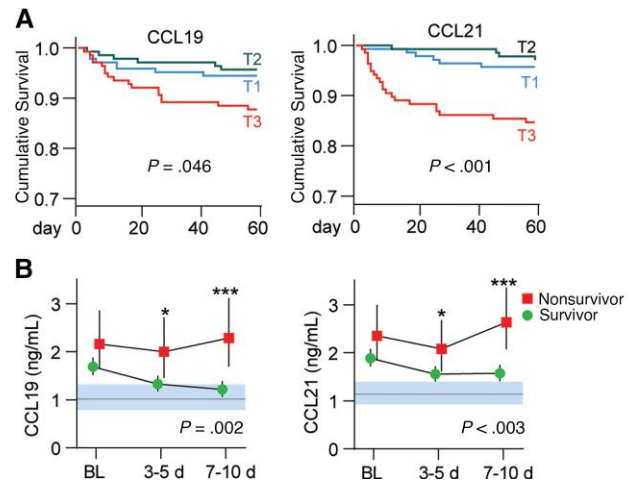 A
CCL19
Cumulative Survival
1.0
0.9
0.8
0.7
T2
T1
T3
P = .046
day 0 20 40 60
CCL21
Cumulative Survival
1.0
0.9
0.8
0.7
T2
T1
T3
P < .001
day 0 20 40 60
B
CCL19 (ng/mL)
3
2
1
0
*
***
P = .002
BL 3-5 d 7-10 d
CCL21 (ng/mL)
3
2
1
0
*
***
P < .003
BL 3-5 d 7-10 d
Nonsurvivor
Survivor